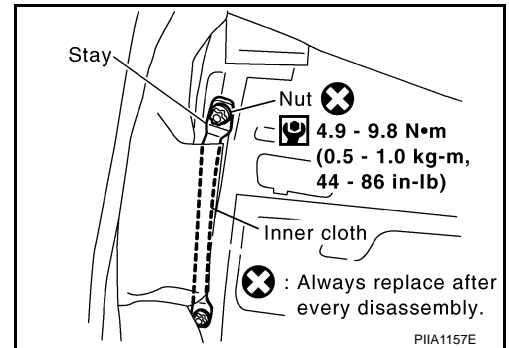 Stay
Nut
4.9 - 9.8 N•m
(0.5 - 1.0 kg-m,
44 - 86 in-lb)
Inner cloth
: Always replace after
every disassembly.
PIIA1157E